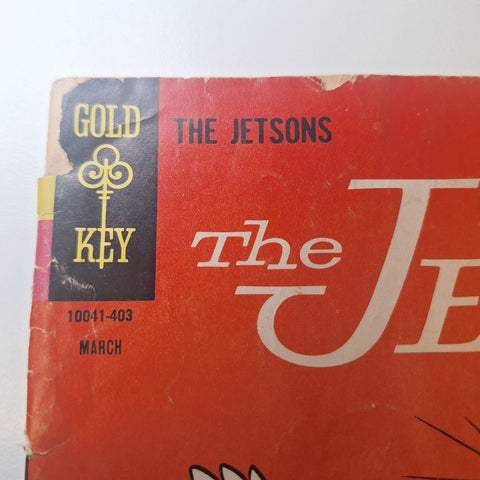 GOLD
KEY
THE JETSONS
The JE
10041-403
MARCH